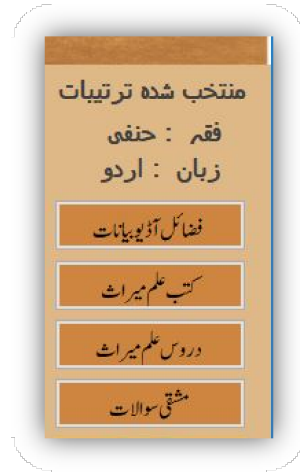 منتخب شدہ ترتیبات
فقہ : حنفی
زبان : اردو
فضائل آڈیو بیانات
کتب علم میراث
دروس علم میراث
مشقی سوالات